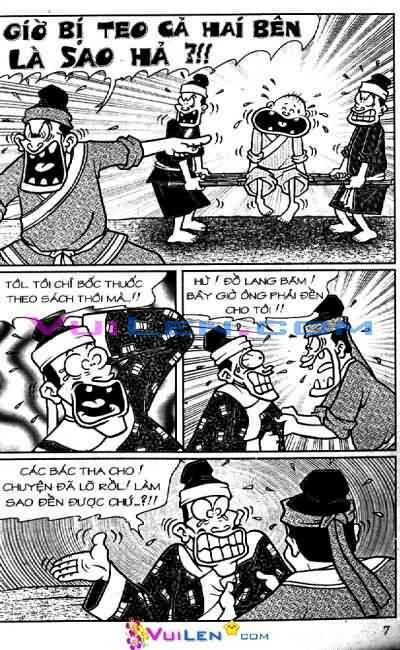 GIỜ BỊ TEO CẢ HAI BÊN
LÀ SAO HẢ ?!!
TÔI.. TÔI CHỈ BỐC THUỐC
THEO SÁCH THÔI MÀ...!!
HỪ ! ĐỒ LANG BĂM !
BÂY GIỜ ÔNG PHẢI ĐỀN
CHO TÔI !!
VUILEN.COM
CÁC BÁC THA CHO !
CHUYỆN ĐÃ LỠ RỒI ! LÀM
SAO ĐỀN ĐƯỢC CHỨ...?!!
7
VUILEN.COM